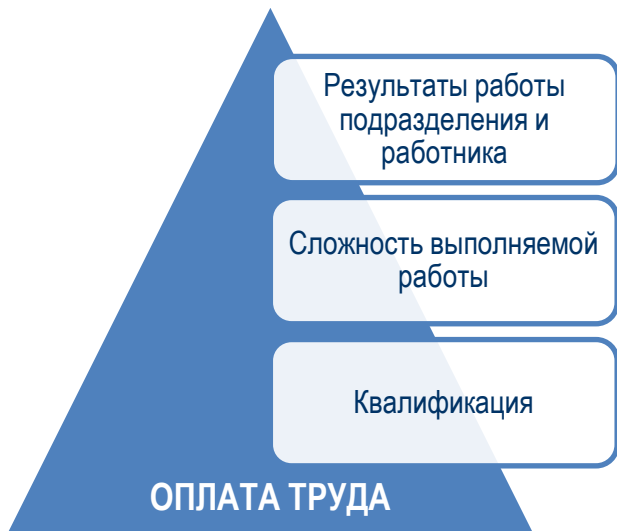 Результаты работы
подразделения и
работника
Сложность выполняемой
работы
Квалификация
ОПЛАТА ТРУДА